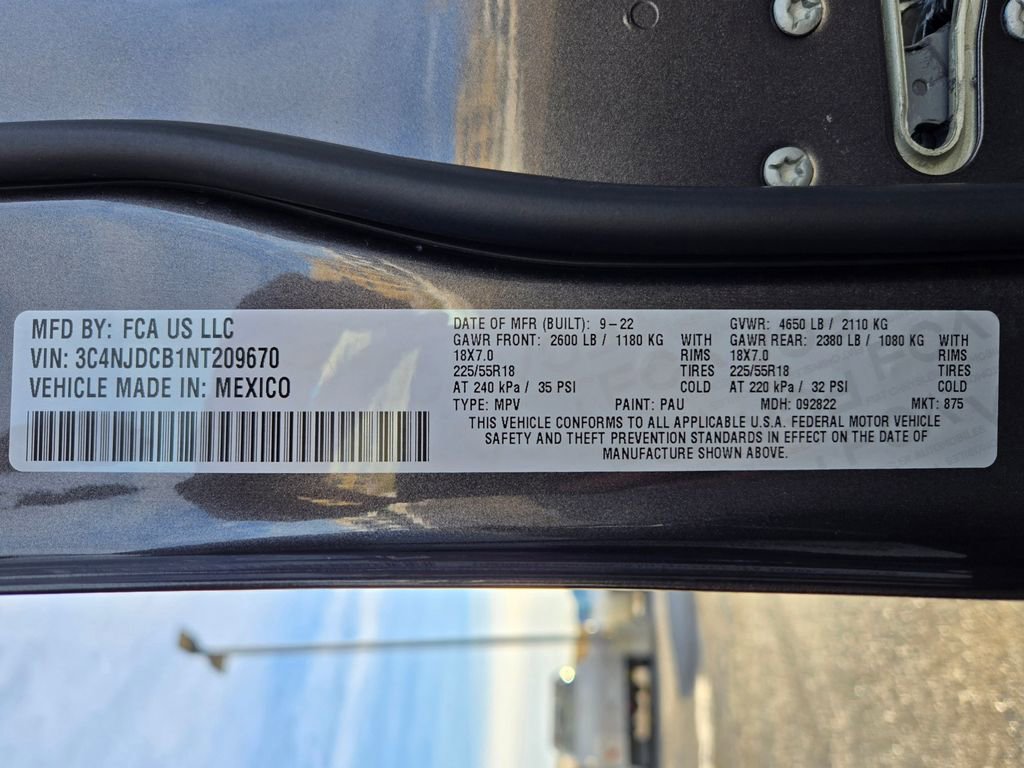 MFD BY: FCA US LLC
VIN: 3C4NJDCB1NT209670
VEHICLE MADE IN: MEXICO
DATE OF MFR (BUILT): 9-22
GAWR FRONT: 2600 LB / 1180 KG WITH
18X7.0 RIMS
225/55R18 TIRES
AT 240 kPa / 35 PSI COLD
GVWR: 4650 LB / 2110 KG
GAWR REAR: 2380 LB / 1080 KG WITH
18X7.0 RIMS
225/55R18 TIRES
AT 220 kPa / 32 PSI COLD
TYPE: MPV PAINT: PAU MDH: 092822 MKT: 875
THIS VEHICLE CONFORMS TO ALL APPLICABLE U.S.A. FEDERAL MOTOR VEHICLE
SAFETY AND THEFT PREVENTION STANDARDS IN EFFECT ON THE DATE OF
MANUFACTURE SHOWN ABOVE.